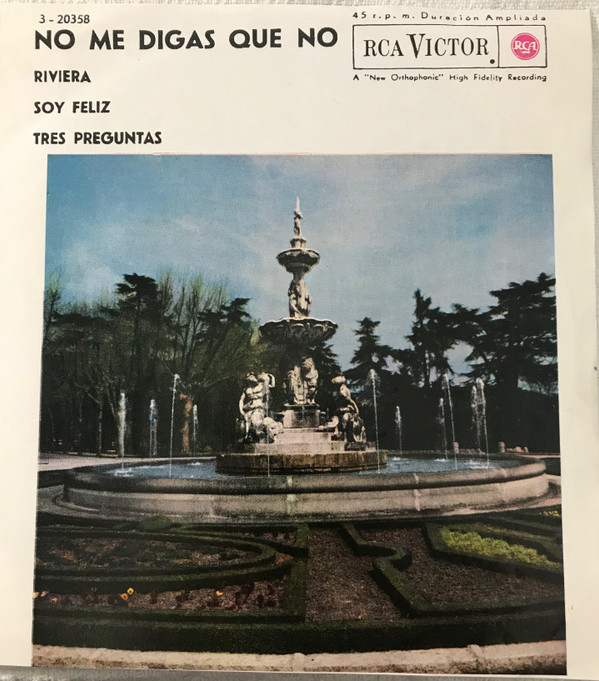 3 - 20358
NO ME DIGAS QUE NO
RIVIERA
SOY FELIZ
TRES PREGUNTAS
45 r.p.m. Duración Ampliada
RCA VICTOR.
RCA
A "New Orthophonic" High Fidelity Recording